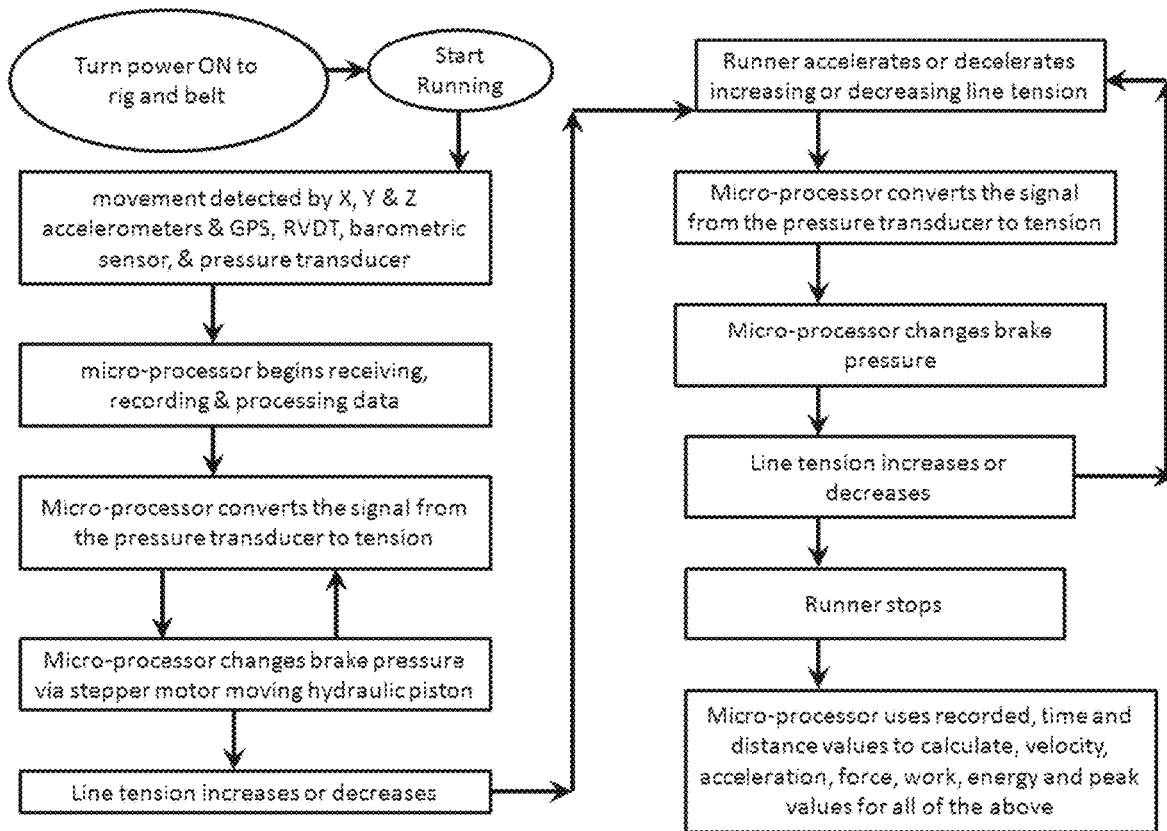 Turn power ON to
rig and belt
Start
Running
movement detected by X, Y & Z
accelerometers & GPS, RVDT, barometric
sensor, & pressure transducer
micro-processor begins receiving,
recording & processing data
Micro-processor converts the signal from
the pressure transducer to tension
Micro-processor changes brake pressure
via stepper motor moving hydraulic piston
Line tension increases or decreases
Runner accelerates or decelerates
increasing or decreasing line tension
Micro-processor converts the signal
from the pressure transducer to tension
Micro-processor changes brake
pressure
Line tension increases or
decreases
Runner stops
Micro-processor uses recorded, time and
distance values to calculate, velocity,
acceleration, force, work, energy and peak
values for all of the above